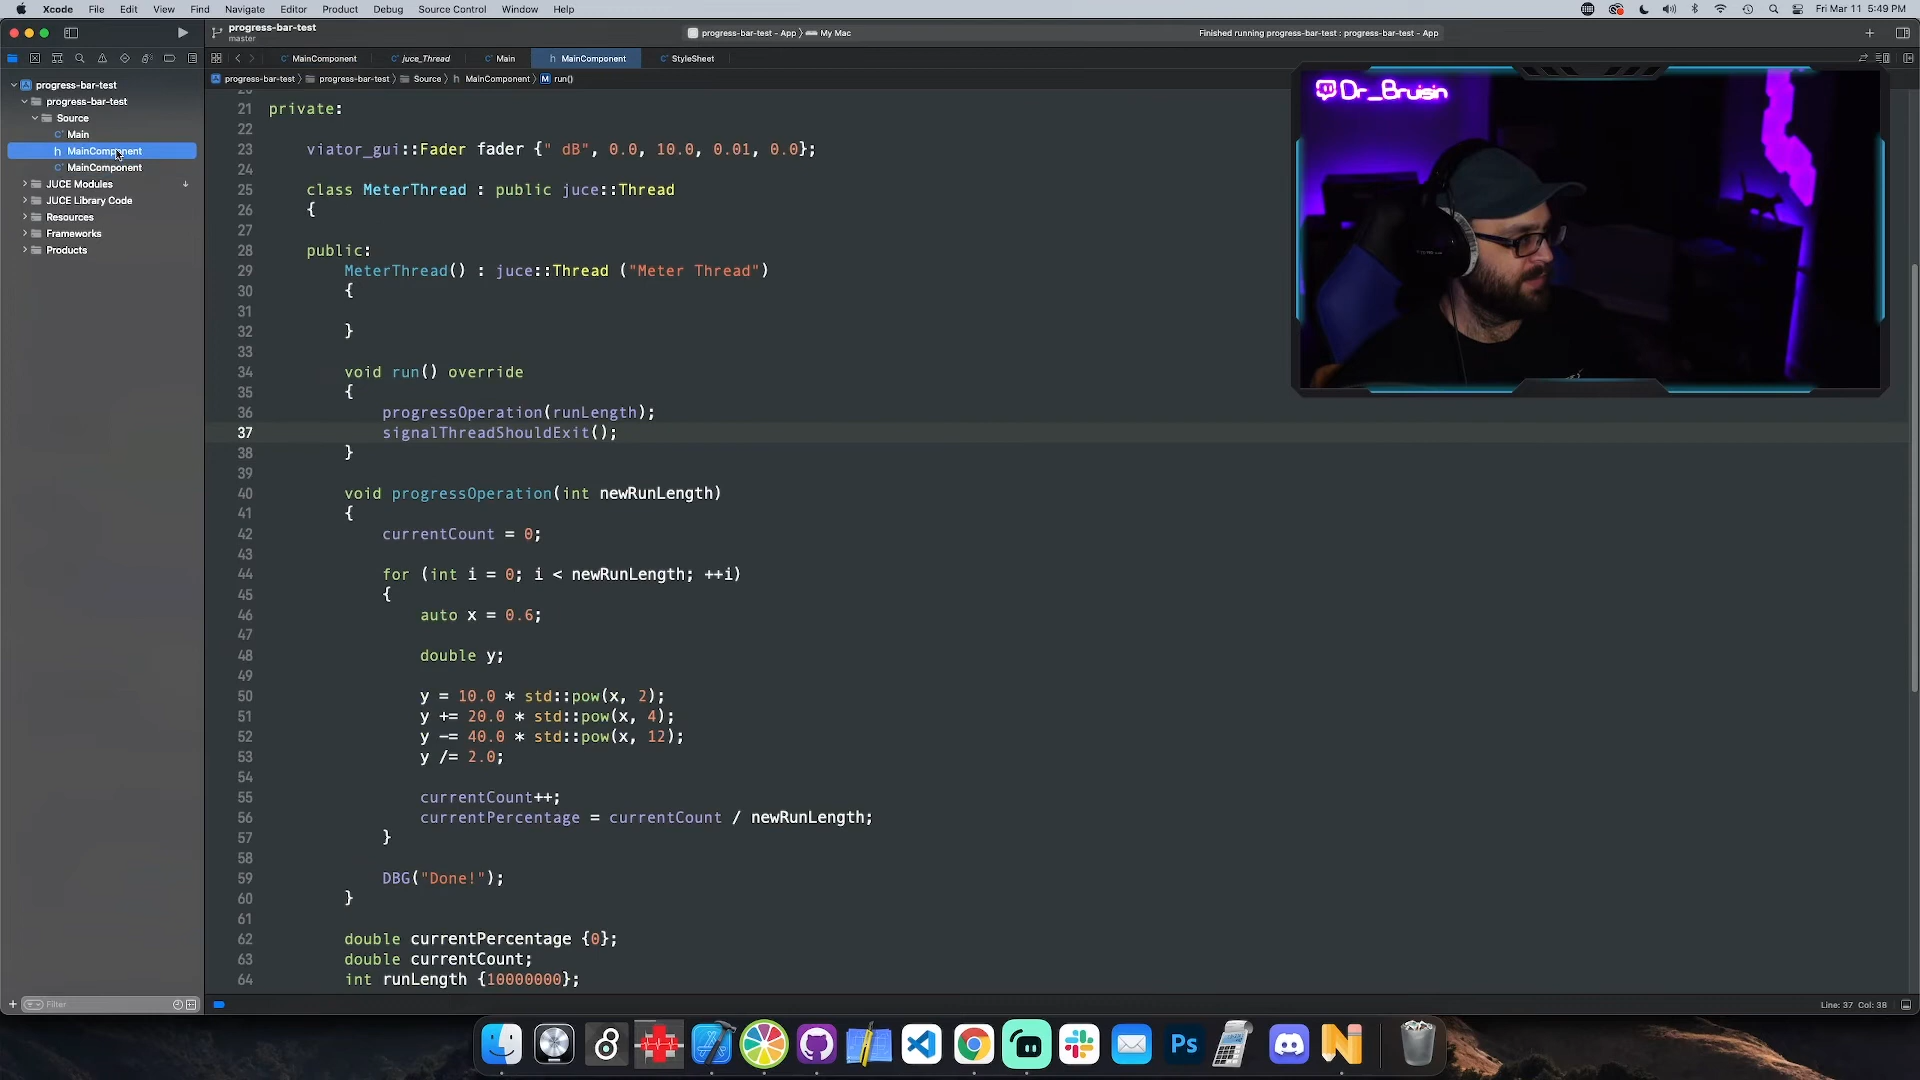 Xcode File Edit View Find Navigate Editor Product Debug Source Control Window Help
Fri Mar 11 5:49 PM
progress-bar-test
master
progress-bar-test - App 〉 My Mac
Finished running progress-bar-test : progress-bar-test - App
MainComponent juce_Thread Main MainComponent StyleSheet
progress-bar-test 〉 progress-bar-test 〉 Source 〉 MainComponent 〉 M run()
progress-bar-test
progress-bar-test
Source
Main
MainComponent
MainComponent
JUCE Modules
JUCE Library Code
Resources
Frameworks
Products
Dr_Bruisin
21 private:
22
23 viator_gui::Fader fader {" dB", 0.0, 10.0, 0.01, 0.0};
24
25 class MeterThread : public juce::Thread
26 {
27
28 public:
29 MeterThread() : juce::Thread ("Meter Thread")
30 {
31
32 }
33
34 void run() override
35 {
36 progressOperation(runLength);
37 signalThreadShouldExit();
38 }
39
40 void progressOperation(int newRunLength)
41 {
42 currentCount = 0;
43
44 for (int i = 0; i < newRunLength; ++i)
45 {
46 auto x = 0.6;
47
48 double y;
49
50 y = 10.0 * std::pow(x, 2);
51 y += 20.0 * std::pow(x, 4);
52 y -= 40.0 * std::pow(x, 12);
53 y /= 2.0;
54
55 currentCount++;
56 currentPercentage = currentCount / newRunLength;
57 }
58
59 DBG("Done!");
60 }
61
62 double currentPercentage {0};
63 double currentCount;
64 int runLength {10000000};
Filter
Line: 37 Col: 38
Ps